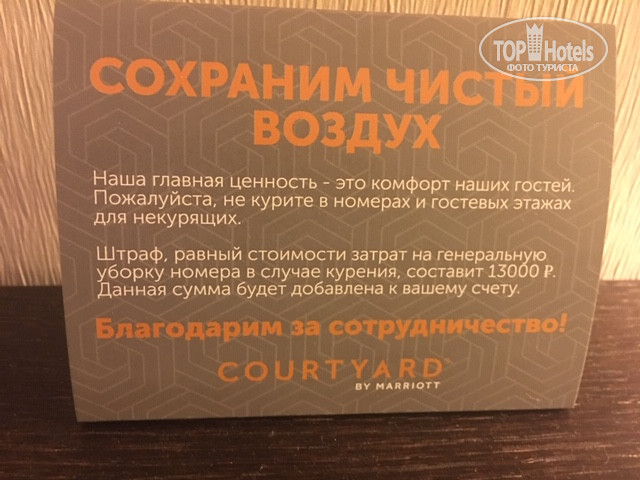 TOP Hotels
ФОТО ТУРИСТА
СОХРАНИМ ЧИСТЫЙ
ВОЗДУХ
Наша главная ценность - это комфорт наших гостей.
Пожалуйста, не курите в номерах и гостевых этажах
для некурящих.
Штраф, равный стоимости затрат на генеральную
уборку номера в случае курения, составит 13000 ₽.
Данная сумма будет добавлена к вашему счету.
Благодарим за сотрудничество!
COURTYARD
BY MARRIOTT